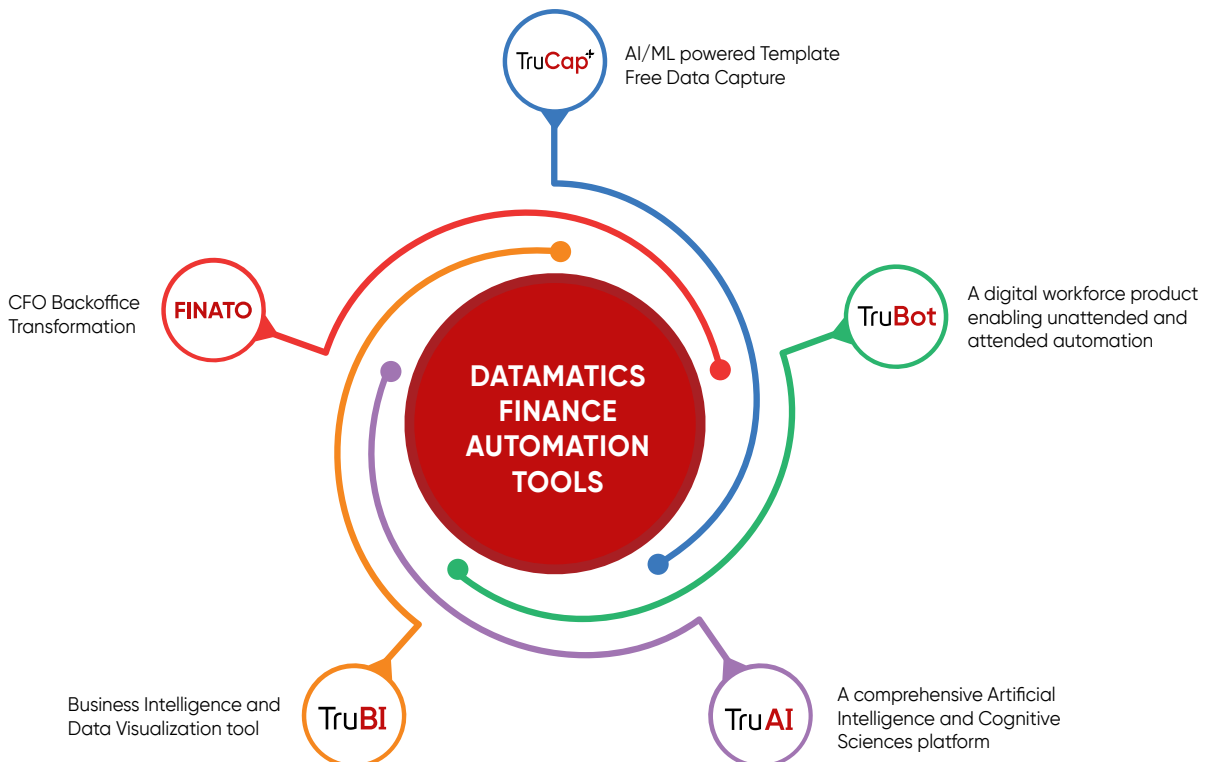 TruCap+
AI/ML powered Template
Free Data Capture
CFO Backoffice
Transformation
FINATO
TruBot
A digital workforce product
enabling unattended and
attended automation
DATAMATICS
FINANCE
AUTOMATION
TOOLS
Business Intelligence and
Data Visualization tool
TruBI
TruAI
A comprehensive Artificial
Intelligence and Cognitive
Sciences platform